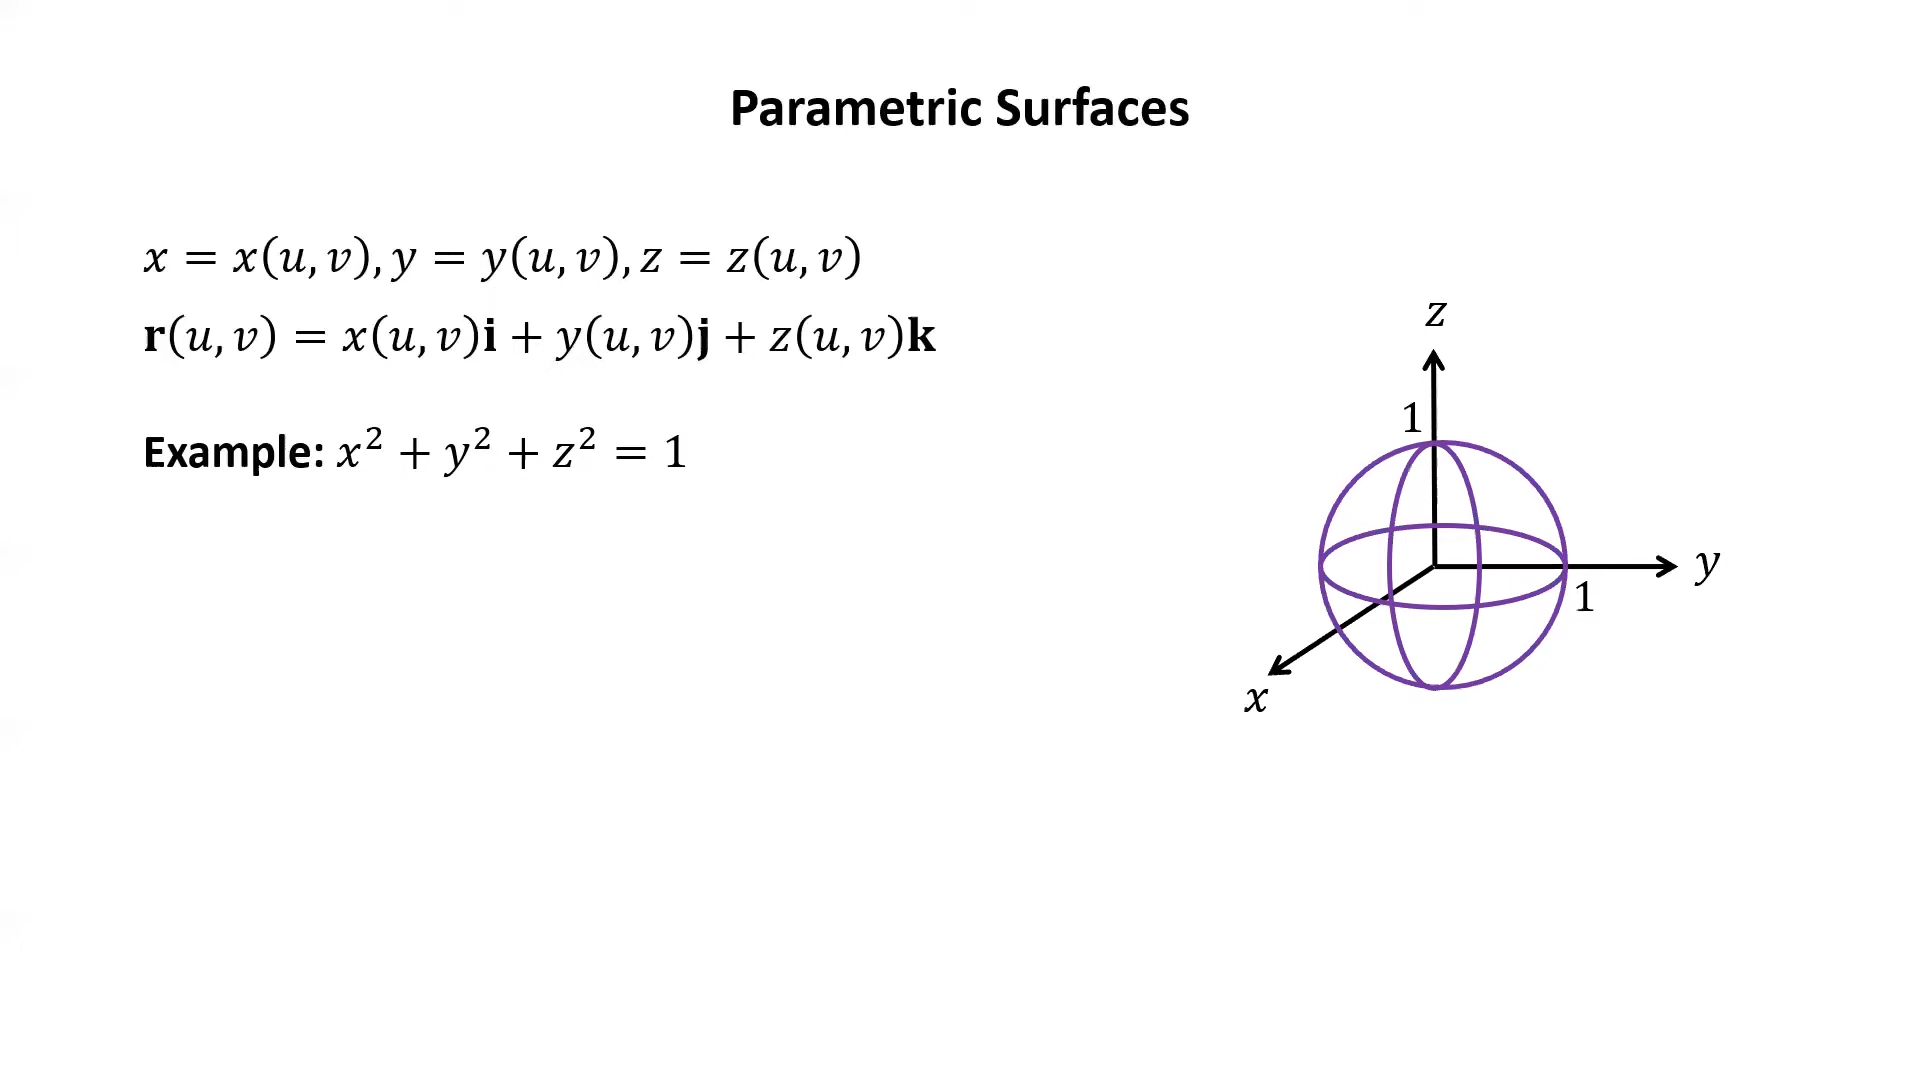 Parametric Surfaces
x = x(u, v), y = y(u, v), z = z(u, v)
r(u, v) = x(u, v)i + y(u, v)j + z(u, v)k
Example: x² + y² + z² = 1
z
1
y
1
x